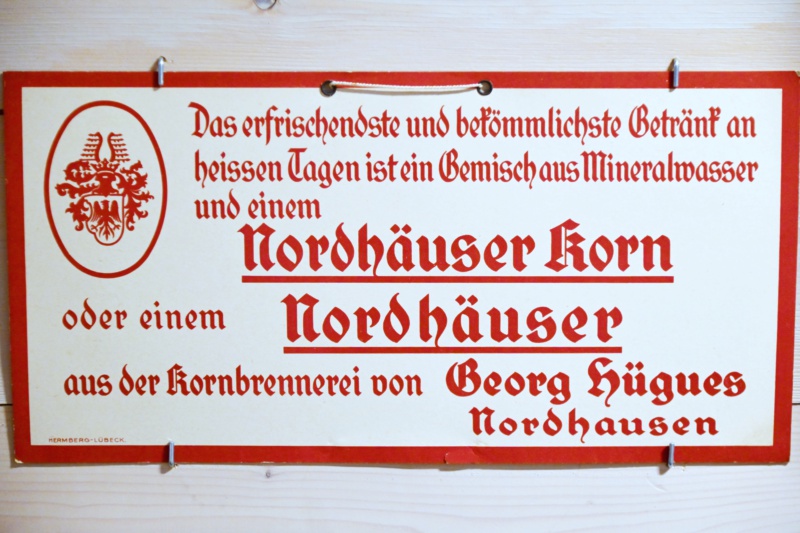 Das erfrischendste und bekömmlichste Getränk an
heissen Tagen ist ein Gemisch aus Mineralwasser
und einem
Nordhäuser Korn
oder einem Nordhäuser
aus der Kornbrennerei von Georg Hügues
Nordhausen
HERMBERG-LÜBECK.